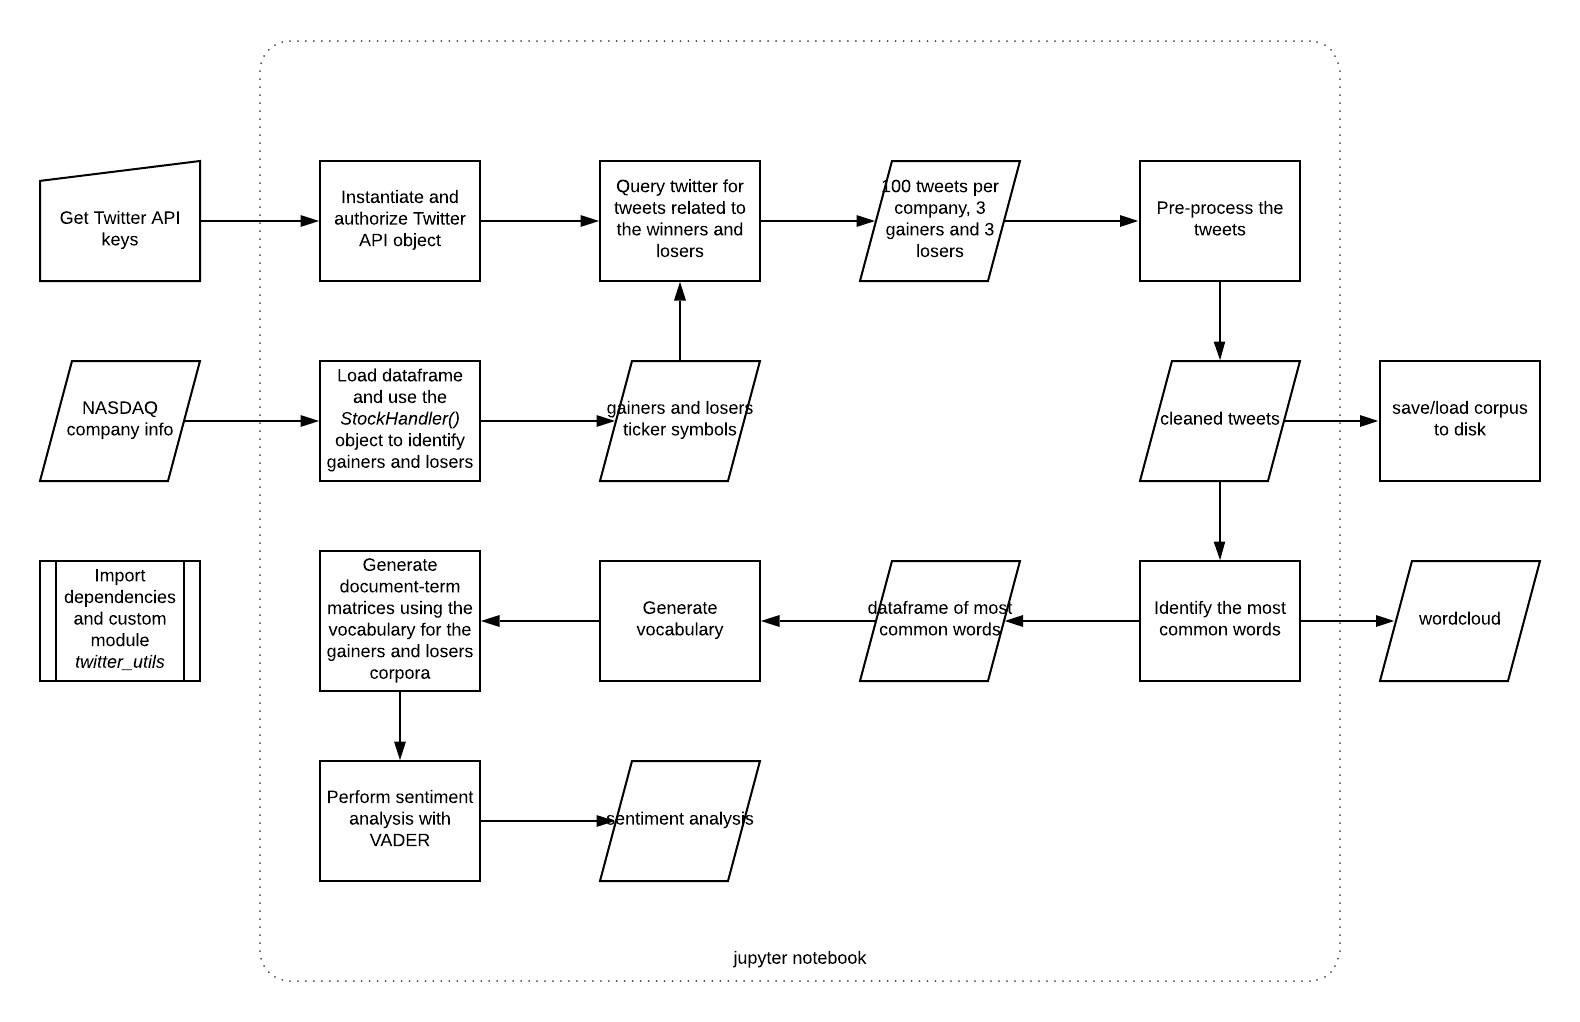 Get Twitter API
keys
Instantiate and
authorize Twitter
API object
Query twitter for
tweets related to
the winners and
losers
100 tweets per
company, 3
gainers and 3
losers
Pre-process the
tweets
NASDAQ
company info
Load dataframe
and use the
StockHandler()
object to identify
gainers and losers
gainers and losers
ticker symbols
cleaned tweets
save/load corpus
to disk
Import
dependencies
and custom
module
twitter_utils
Generate
document-term
matrices using the
vocabulary for the
gainers and losers
corpora
Generate
vocabulary
dataframe of most
common words
Identify the most
common words
wordcloud
Perform sentiment
analysis with
VADER
sentiment analysis
jupyter notebook